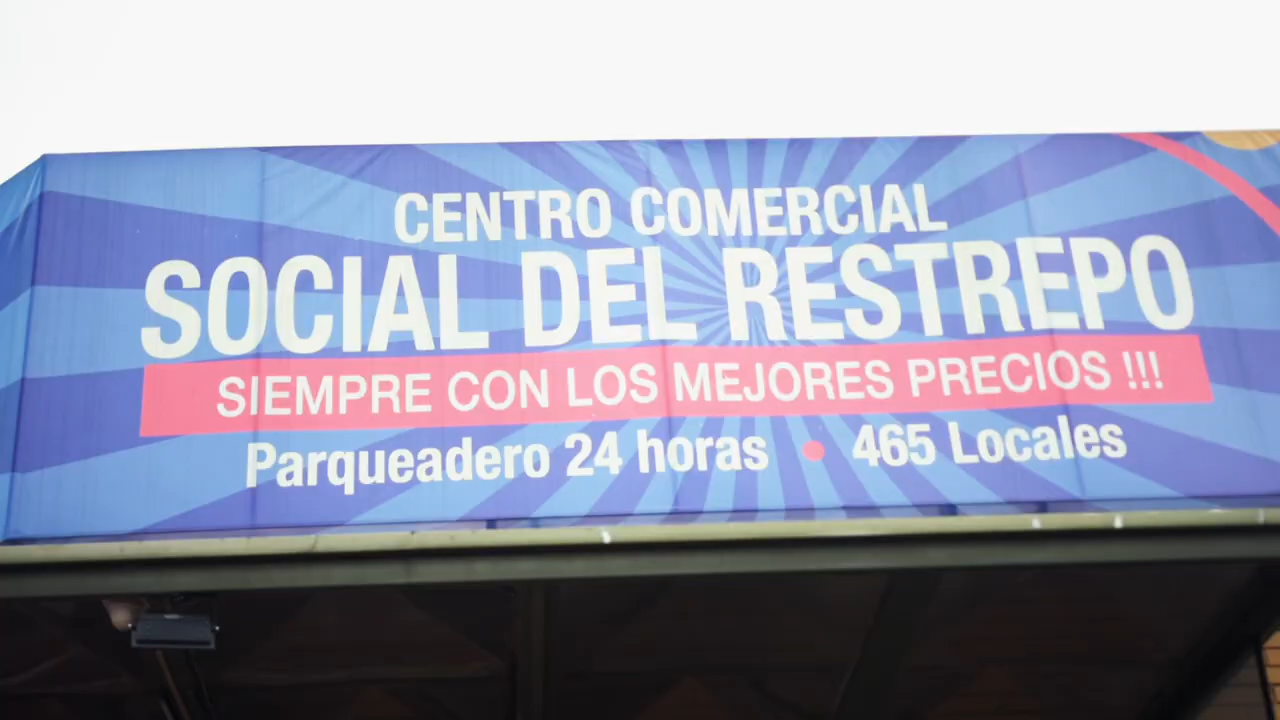 CENTRO COMERCIAL
SOCIAL DEL RESTREPO
SIEMPRE CON LOS MEJORES PRECIOS !!!
Parqueadero 24 horas • 465 Locales